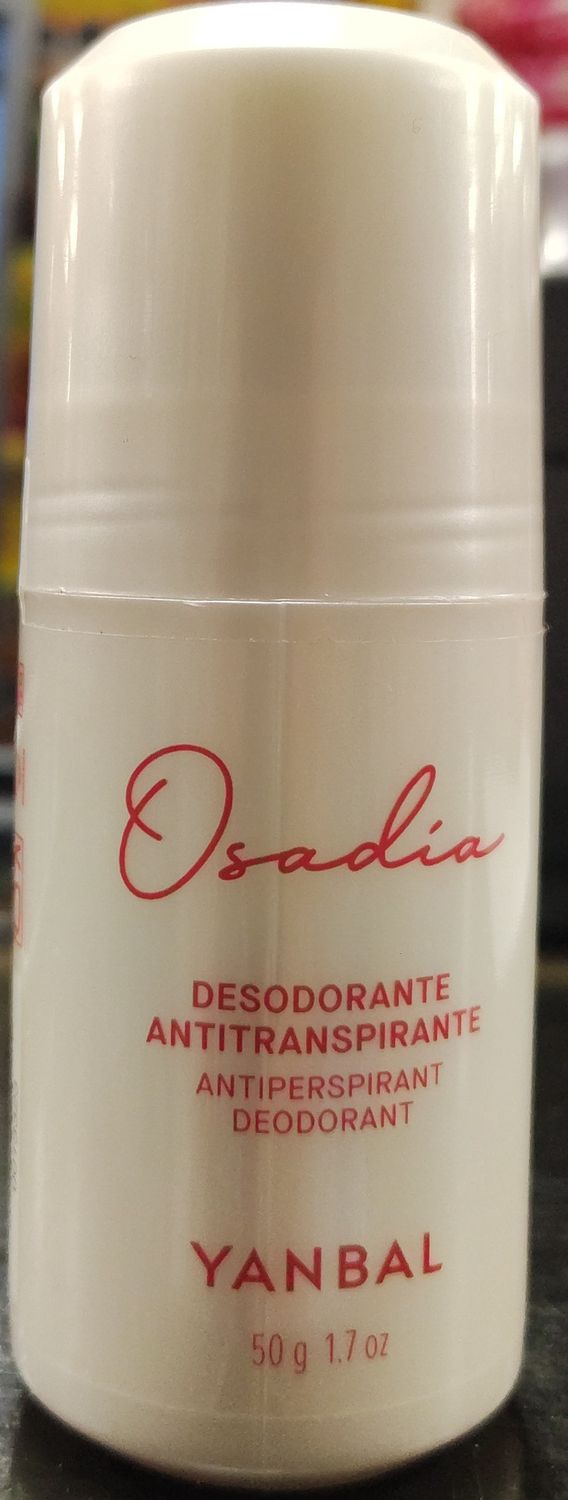 Osadía
DESODORANTE
ANTITRANSPIRANTE
ANTIPERSPIRANT
DEODORANT
YANBAL
50 g 1.7 oz